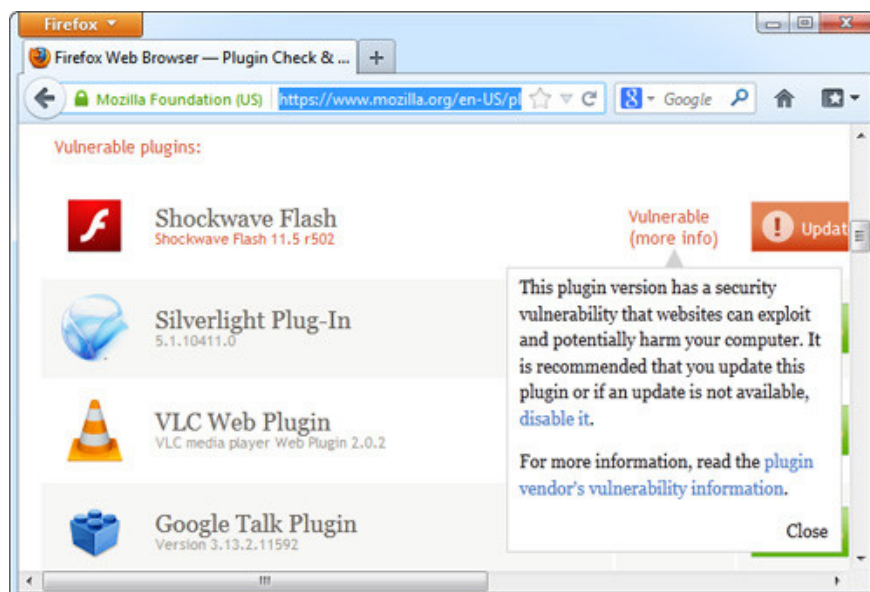 Firefox
Firefox Web Browser — Plugin Check & ...
Mozilla Foundation (US)
https://www.mozilla.org/en-US/pl
Google
Vulnerable plugins:
Shockwave Flash
Shockwave Flash 11.5 r502
Vulnerable
(more info)
Updat
This plugin version has a security
vulnerability that websites can exploit
and potentially harm your computer. It
is recommended that you update this
plugin or if an update is not available,
disable it.
For more information, read the plugin
vendor's vulnerability information.
Close
Silverlight Plug-In
5.1.10411.0
VLC Web Plugin
VLC media player Web Plugin 2.0.2
Google Talk Plugin
Version 3.13.2.11592